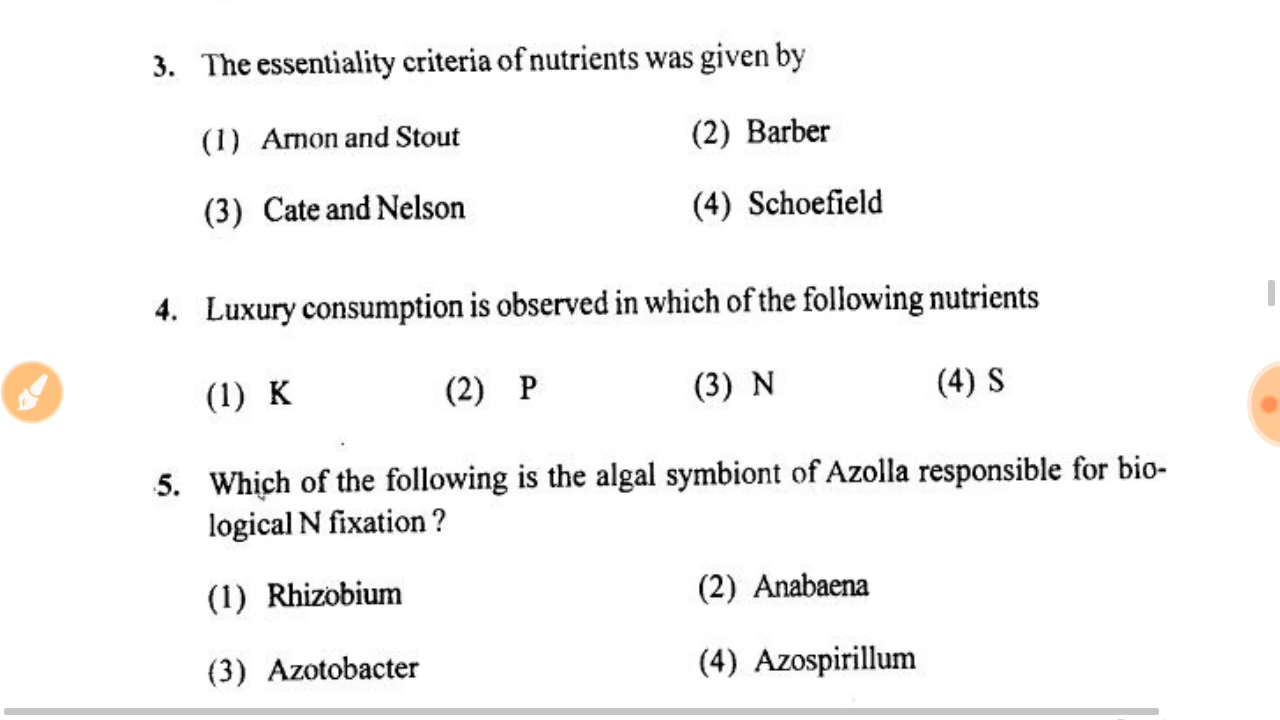 3. The essentiality criteria of nutrients was given by
(1) Arnon and Stout (2) Barber
(3) Cate and Nelson (4) Schoefield
4. Luxury consumption is observed in which of the following nutrients
(1) K (2) P (3) N (4) S
5. Which of the following is the algal symbiont of Azolla responsible for bio-
logical N fixation ?
(1) Rhizobium (2) Anabaena
(3) Azotobacter (4) Azospirillum